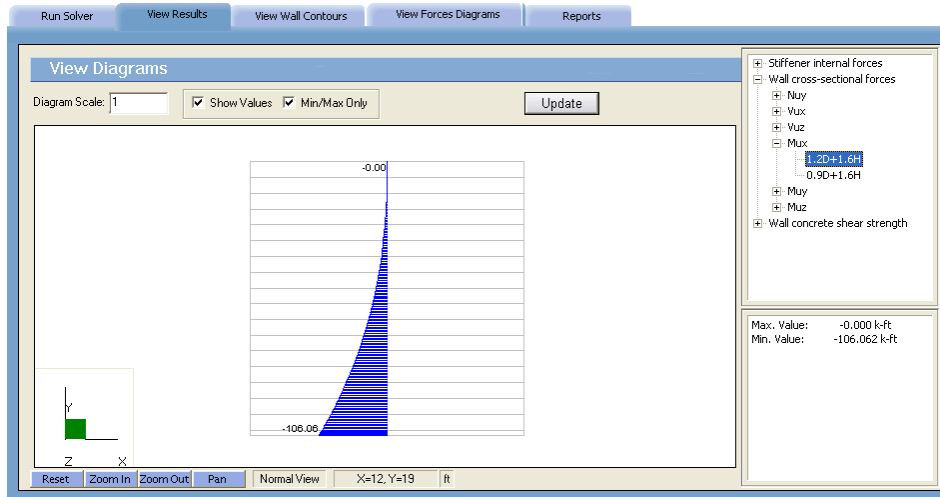 Run Solver
View Results
View Wall Contours
View Forces Diagrams
Reports
View Diagrams
Diagram Scale: 1
Show Values
Min/Max Only
Update
-0.00
-106.06
Y
Z X
Reset
Zoom In
Zoom Out
Pan
Normal View
X=12, Y=19
ft
Stiffener internal forces
Wall cross-sectional forces
Nuy
Vux
Vuz
Mux
1.2D+1.6H
0.9D+1.6H
Muy
Muz
Wall concrete shear strength
Max. Value: -0.000 k-ft
Min. Value: -106.062 k-ft